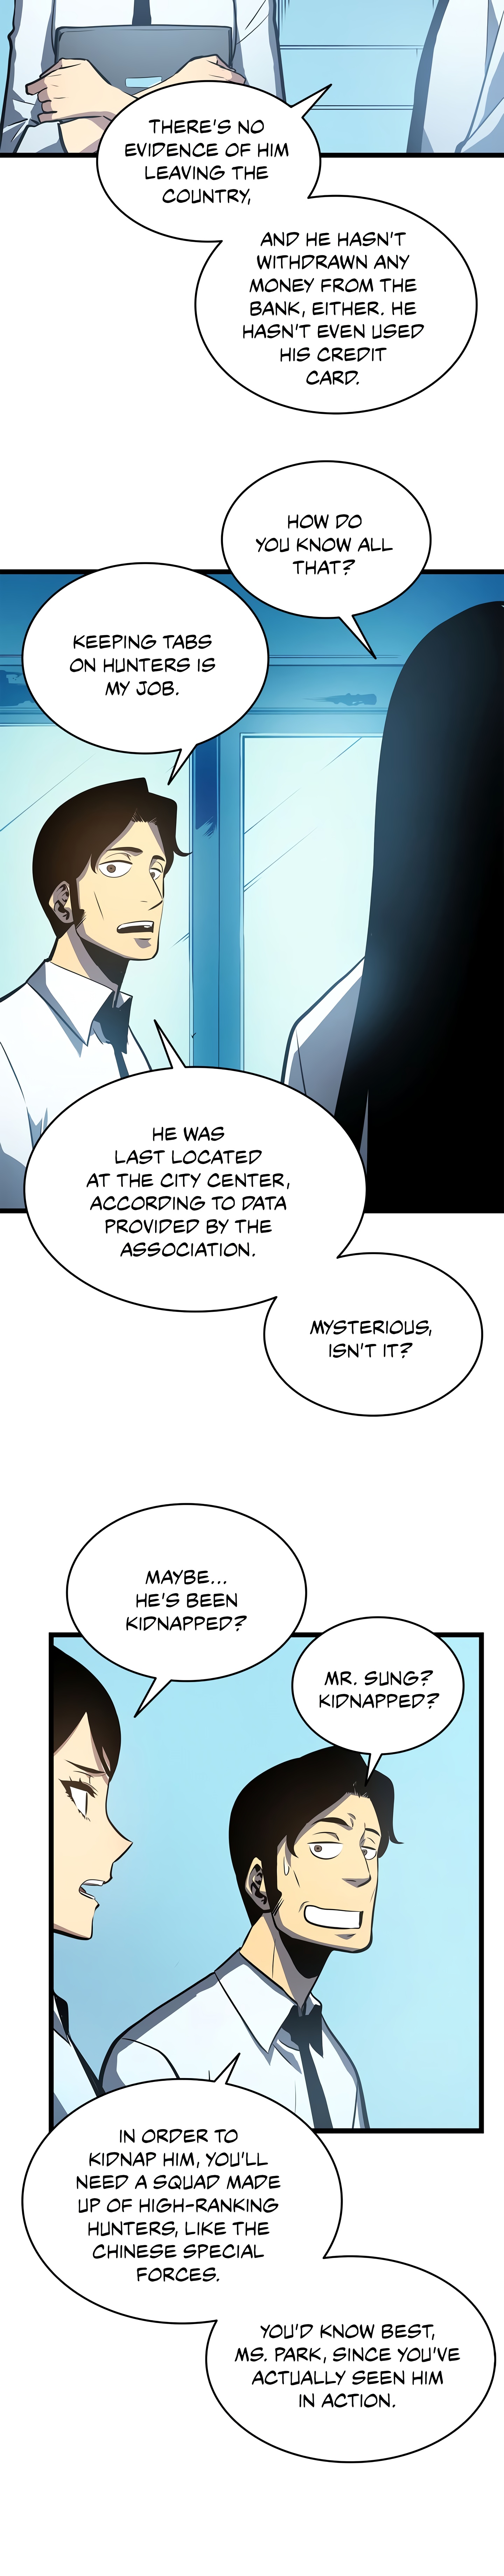 THERE'S NO
EVIDENCE OF HIM
LEAVING THE
COUNTRY,
AND HE HASN'T
WITHDRAWN ANY
MONEY FROM THE
BANK, EITHER. HE
HASN'T EVEN USED
HIS CREDIT
CARD.
HOW DO
YOU KNOW ALL
THAT?
KEEPING TABS
ON HUNTERS IS
MY JOB.
HE WAS
LAST LOCATED
AT THE CITY CENTER,
ACCORDING TO DATA
PROVIDED BY THE
ASSOCIATION.
MYSTERIOUS,
ISN'T IT?
MAYBE...
HE'S BEEN
KIDNAPPED?
MR. SUNG?
KIDNAPPED?
IN ORDER TO
KIDNAP HIM, YOU'LL
NEED A SQUAD MADE
UP OF HIGH-RANKING
HUNTERS, LIKE THE
CHINESE SPECIAL
FORCES.
YOU'D KNOW BEST,
MS. PARK, SINCE YOU'VE
ACTUALLY SEEN HIM
IN ACTION.